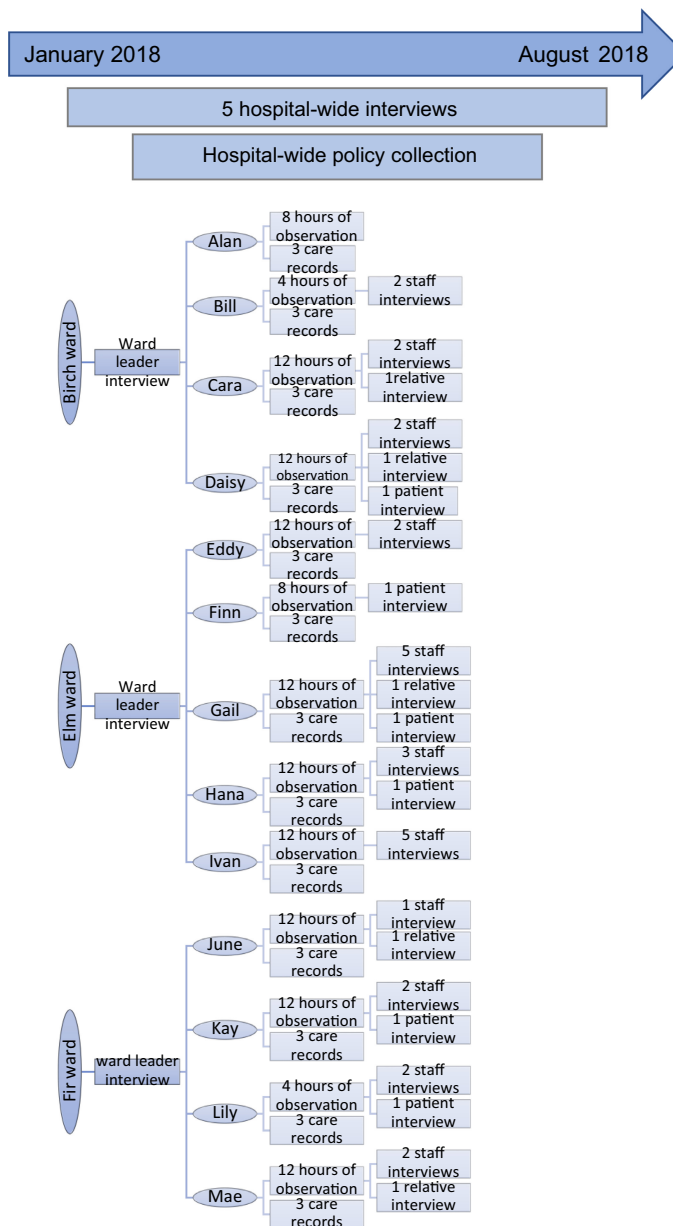 January 2018
August 2018
5 hospital-wide interviews
Hospital-wide policy collection
Birch ward
Ward
leader
interview
Alan
8 hours of
observation
3 care
records
Bill
4 hours of
observation
3 care
records
2 staff
interviews
Cara
12 hours of
observation
3 care
records
2 staff
interviews
1relative
interview
Daisy
12 hours of
observation
3 care
records
2 staff
interviews
1 relative
interview
1 patient
interview
Elm ward
Ward
leader
interview
Eddy
12 hours of
observation
3 care
records
2 staff
interviews
Finn
8 hours of
observation
3 care
records
1 patient
interview
Gail
12 hours of
observation
3 care
records
5 staff
interviews
1 relative
interview
1 patient
interview
Hana
12 hours of
observation
3 care
records
3 staff
interviews
1 patient
interview
Ivan
12 hours of
observation
3 care
records
5 staff
interviews
Fir ward
ward leader
interview
June
12 hours of
observation
3 care
records
1 staff
interview
1 relative
interview
Kay
12 hours of
observation
3 care
records
2 staff
interviews
1 patient
interview
Lily
4 hours of
observation
3 care
records
2 staff
interviews
1 patient
interview
Mae
12 hours of
observation
3 care
records
2 staff
interviews
1 relative
interview